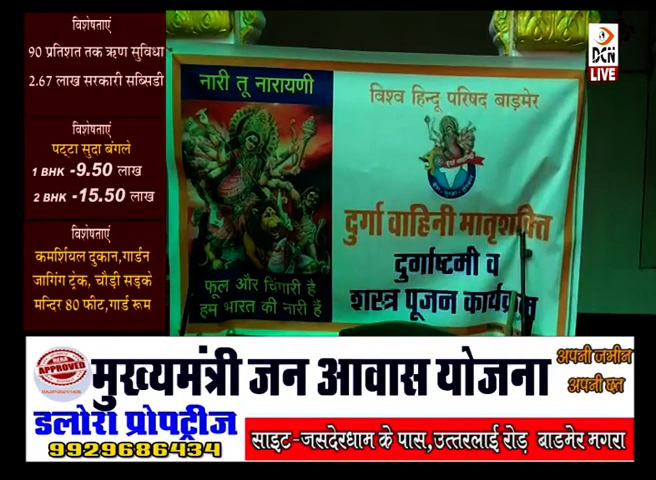 विशेषताएं
90 प्रतिशत तक ऋण सुविधा
2.67 लाख सरकारी सब्सिडी
विशेषताएं
पट्टा सुदा बंगले
1 BHK -9.50 लाख
2 BHK -15.50 लाख
विशेषताएं
कमर्शियल दुकान,गार्डन
जागिंग ट्रंक, चौड़ी सड़के
मन्दिर 80 फीट,गार्ड रूम
DCN
LIVE
नारी तू नारायणी
फूल और चिंगारी है
हम भारत की नारी हैं
विश्व हिन्दू परिषद बाड़मेर
दुर्गा वाहिनी मातृशक्ति
दुर्गाष्टमी व
शस्त्र पूजन कार्यक्रम
APPROVED
मुख्यमंत्री जन आवास योजना
अपनी जमीन
अपनी छत
डलोरा प्रोपट्रीज
9929686434
साइट-जसदेरधाम के पास,उत्तरलाई रोड़ बाडमेर मगरा